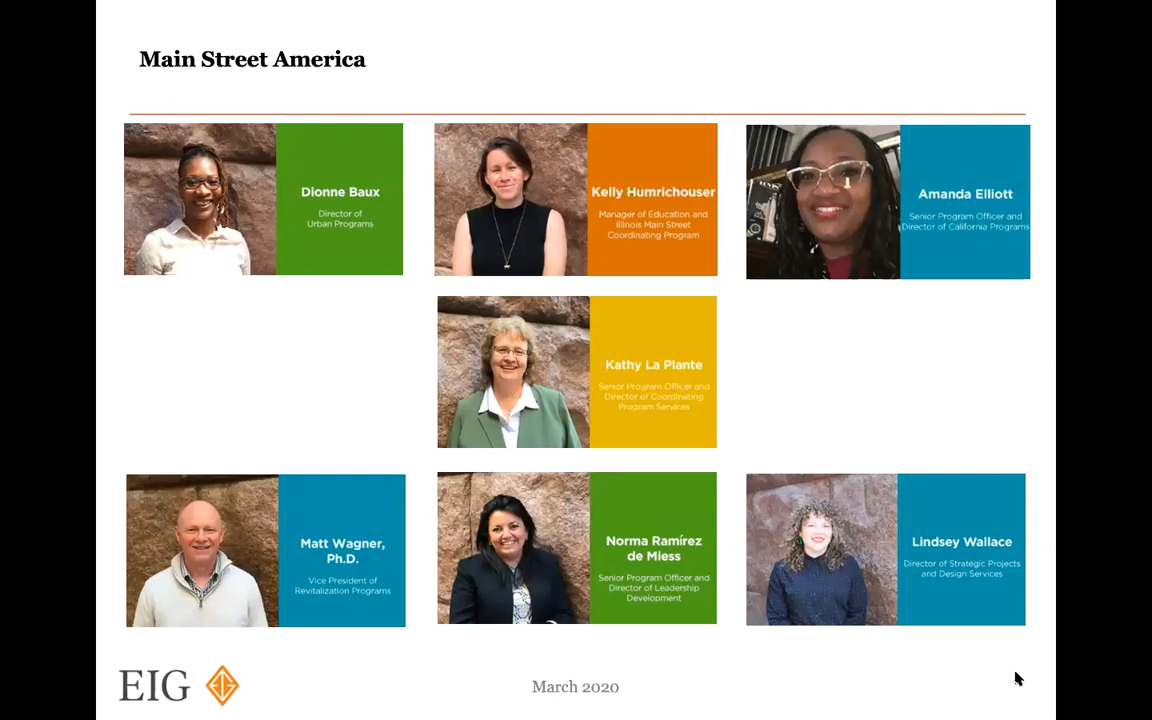 Main Street America
Dionne Baux
Director of
Urban Programs
Kelly Humrichouser
Manager of Education and
Illinois Main Street
Coordinating Program
Amanda Elliott
Senior Program Officer and
Director of California Programs
Kathy La Plante
Senior Program Officer and
Director of Coordinating
Program Services
Matt Wagner,
Ph.D.
Vice President of
Revitalization Programs
Norma Ramírez
de Miess
Senior Program Officer and
Director of Leadership
Development
Lindsey Wallace
Director of Strategic Projects
and Design Services
EIG
EIG
March 2020